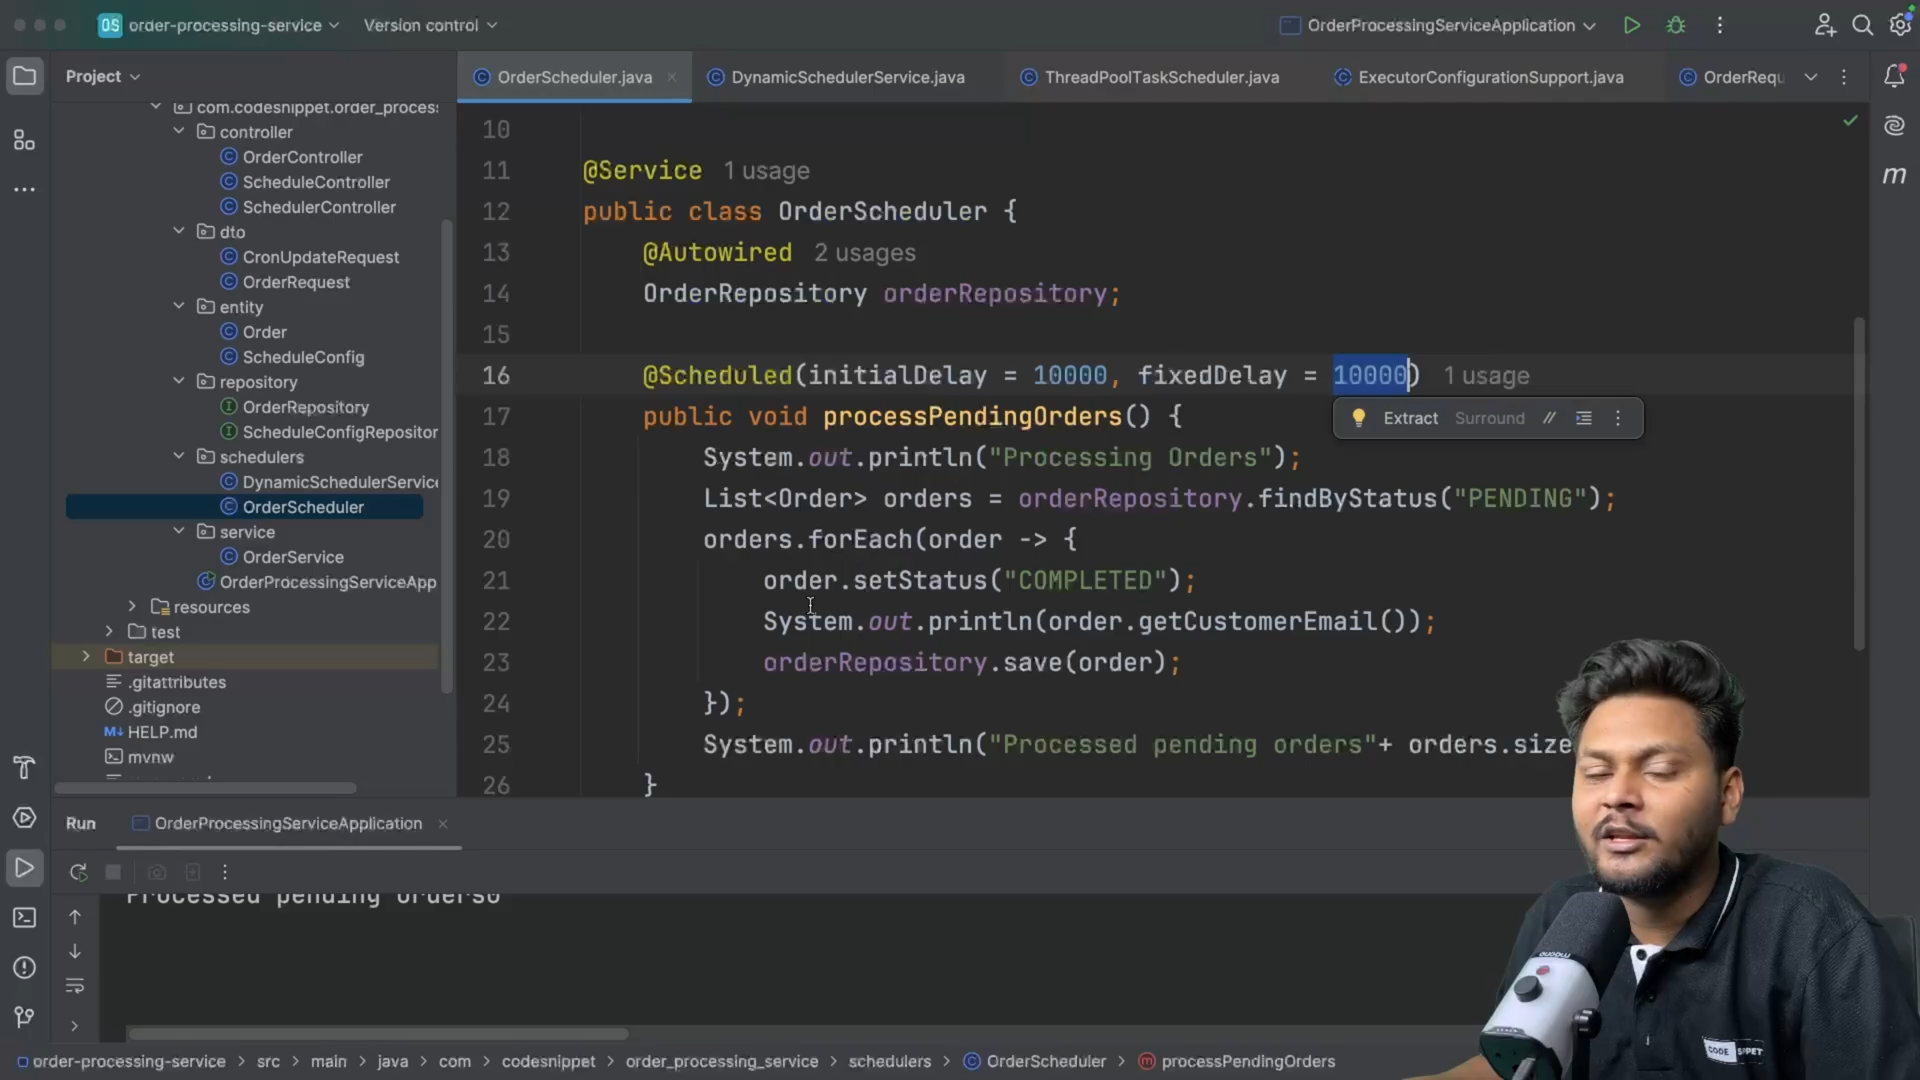 OS order-processing-service Version control OrderProcessingServiceApplication
Project
OrderScheduler.java DynamicSchedulerService.java ThreadPoolTaskScheduler.java ExecutorConfigurationSupport.java OrderRequ
com.codesnippet.order_proces
controller
OrderController
ScheduleController
SchedulerController
dto
CronUpdateRequest
OrderRequest
entity
Order
ScheduleConfig
repository
OrderRepository
ScheduleConfigRepositor
schedulers
DynamicSchedulerService
OrderScheduler
service
OrderService
OrderProcessingServiceApp
resources
test
target
.gitattributes
.gitignore
M↓ HELP.md
mvnw
10
11 @Service 1 usage
12 public class OrderScheduler {
13 @Autowired 2 usages
14 OrderRepository orderRepository;
15
16 @Scheduled(initialDelay = 10000, fixedDelay = 10000) 1 usage
17 public void processPendingOrders() {
Extract Surround //
18 System.out.println("Processing Orders");
19 List<Order> orders = orderRepository.findByStatus("PENDING");
20 orders.forEach(order -> {
21 order.setStatus("COMPLETED");
22 System.out.println(order.getCustomerEmail());
23 orderRepository.save(order);
24 });
25 System.out.println("Processed pending orders"+ orders.size
26 }
m
Run OrderProcessingServiceApplication
Processed pending orders0
order-processing-service > src > main > java > com > codesnippet > order_processing_service > schedulers > OrderScheduler > processPendingOrders